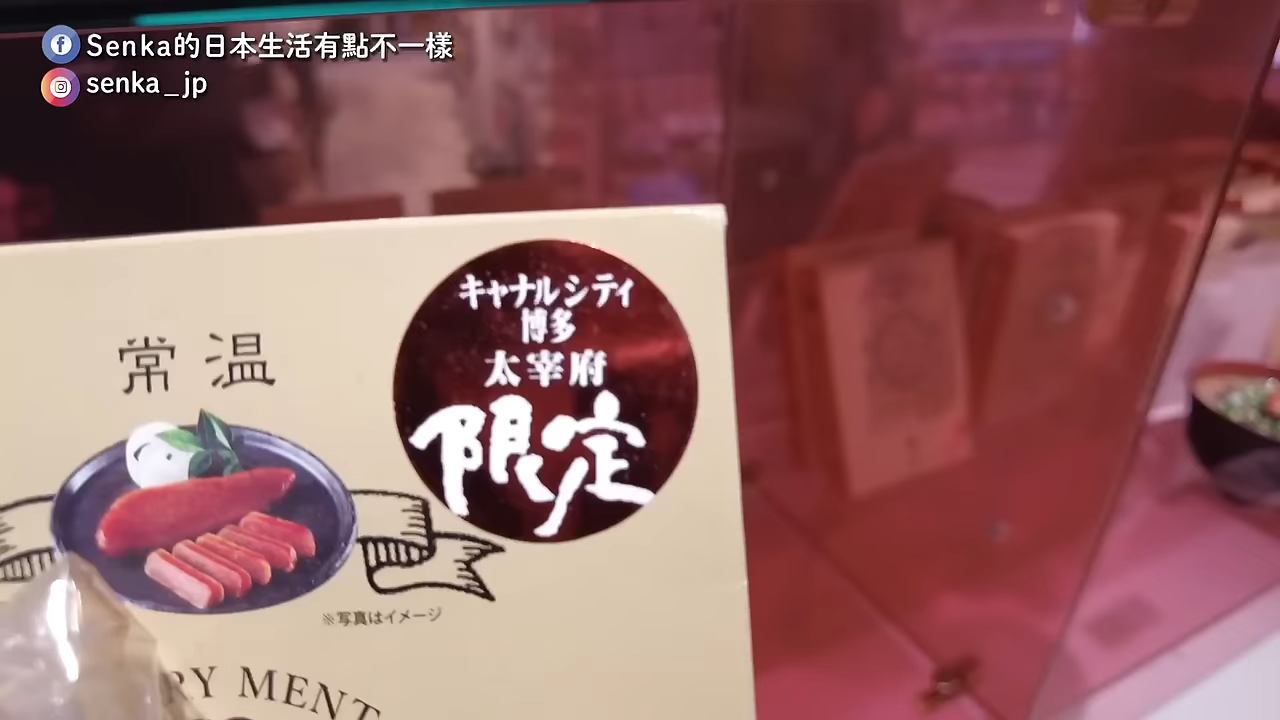 Senka的日本生活有點不一樣
senka_jp
キャナルシティ
博多
太宰府
限定
常温
※写真はイメージ
RY MENT